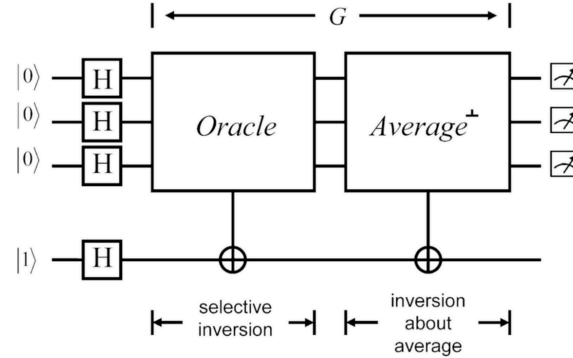 G
|0⟩ H
|0⟩ H
|0⟩ H
Oracle
Average⊥
|1⟩ H
selective
inversion
inversion
about
average